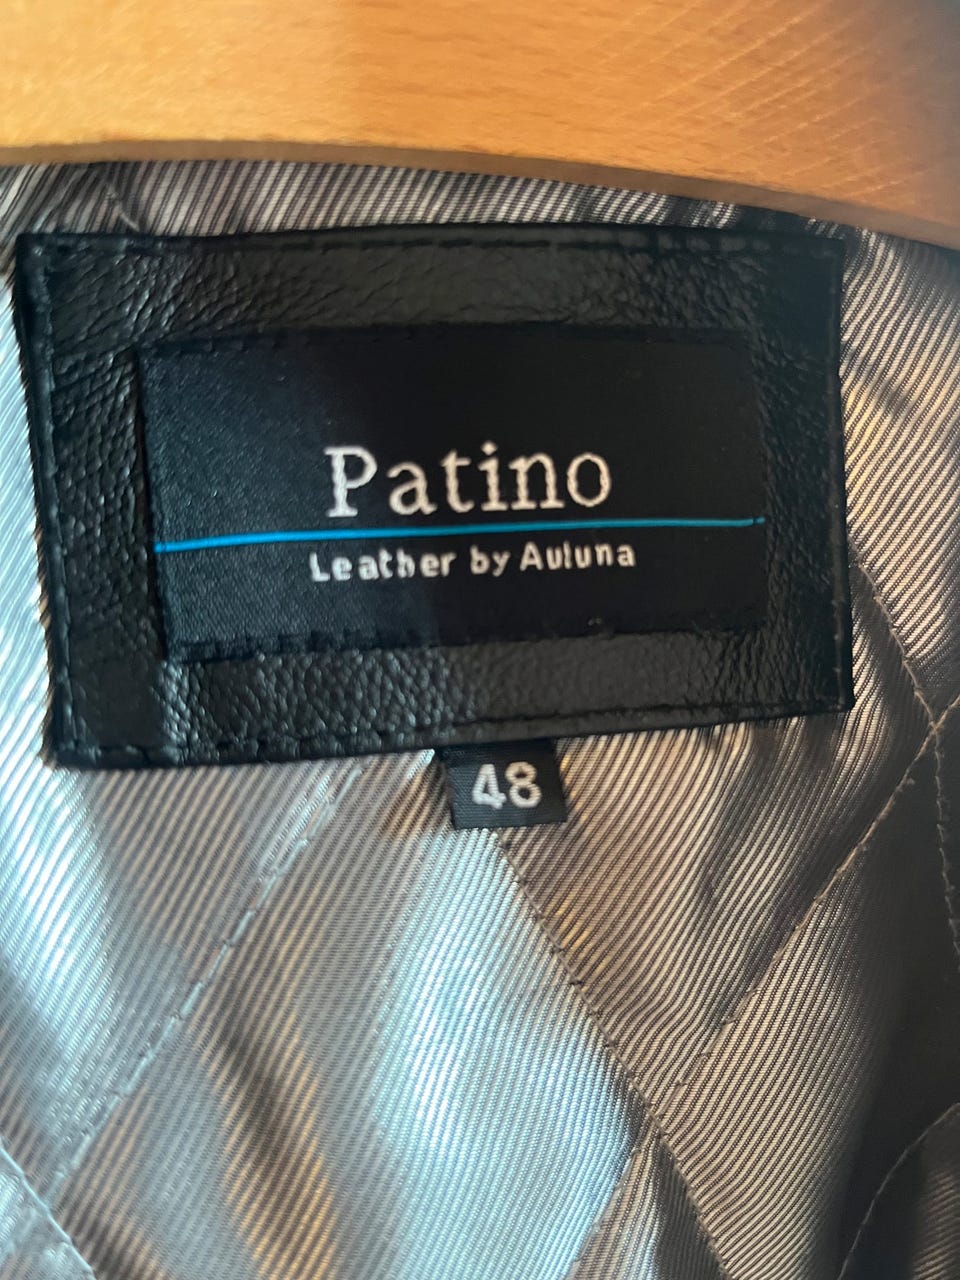 Patino
Leather by Auluna
48